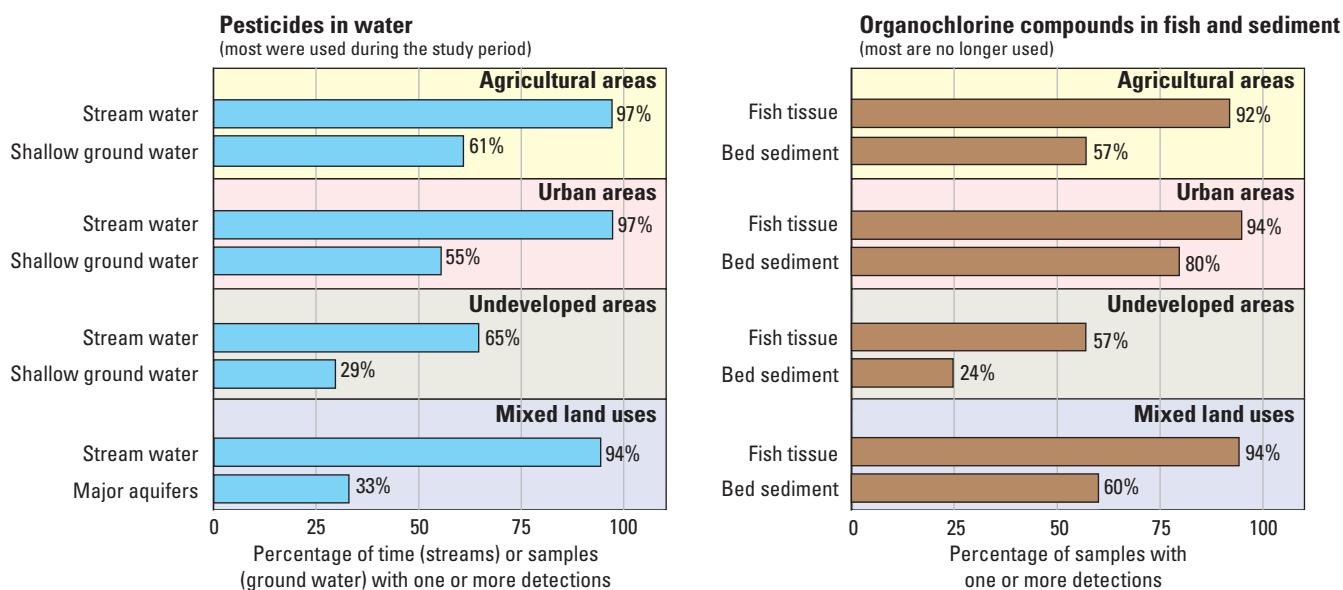 Pesticides in water
(most were used during the study period)
Agricultural areas
Stream water
97%
Shallow ground water
61%
Urban areas
Stream water
97%
Shallow ground water
55%
Undeveloped areas
Stream water
65%
Shallow ground water
29%
Mixed land uses
Stream water
94%
Major aquifers
33%
0 25 50 75 100
Percentage of time (streams) or samples
(ground water) with one or more detections
Organochlorine compounds in fish and sediment
(most are no longer used)
Agricultural areas
Fish tissue
92%
Bed sediment
57%
Urban areas
Fish tissue
94%
Bed sediment
80%
Undeveloped areas
Fish tissue
57%
Bed sediment
24%
Mixed land uses
Fish tissue
94%
Bed sediment
60%
0 25 50 75 100
Percentage of samples with
one or more detections